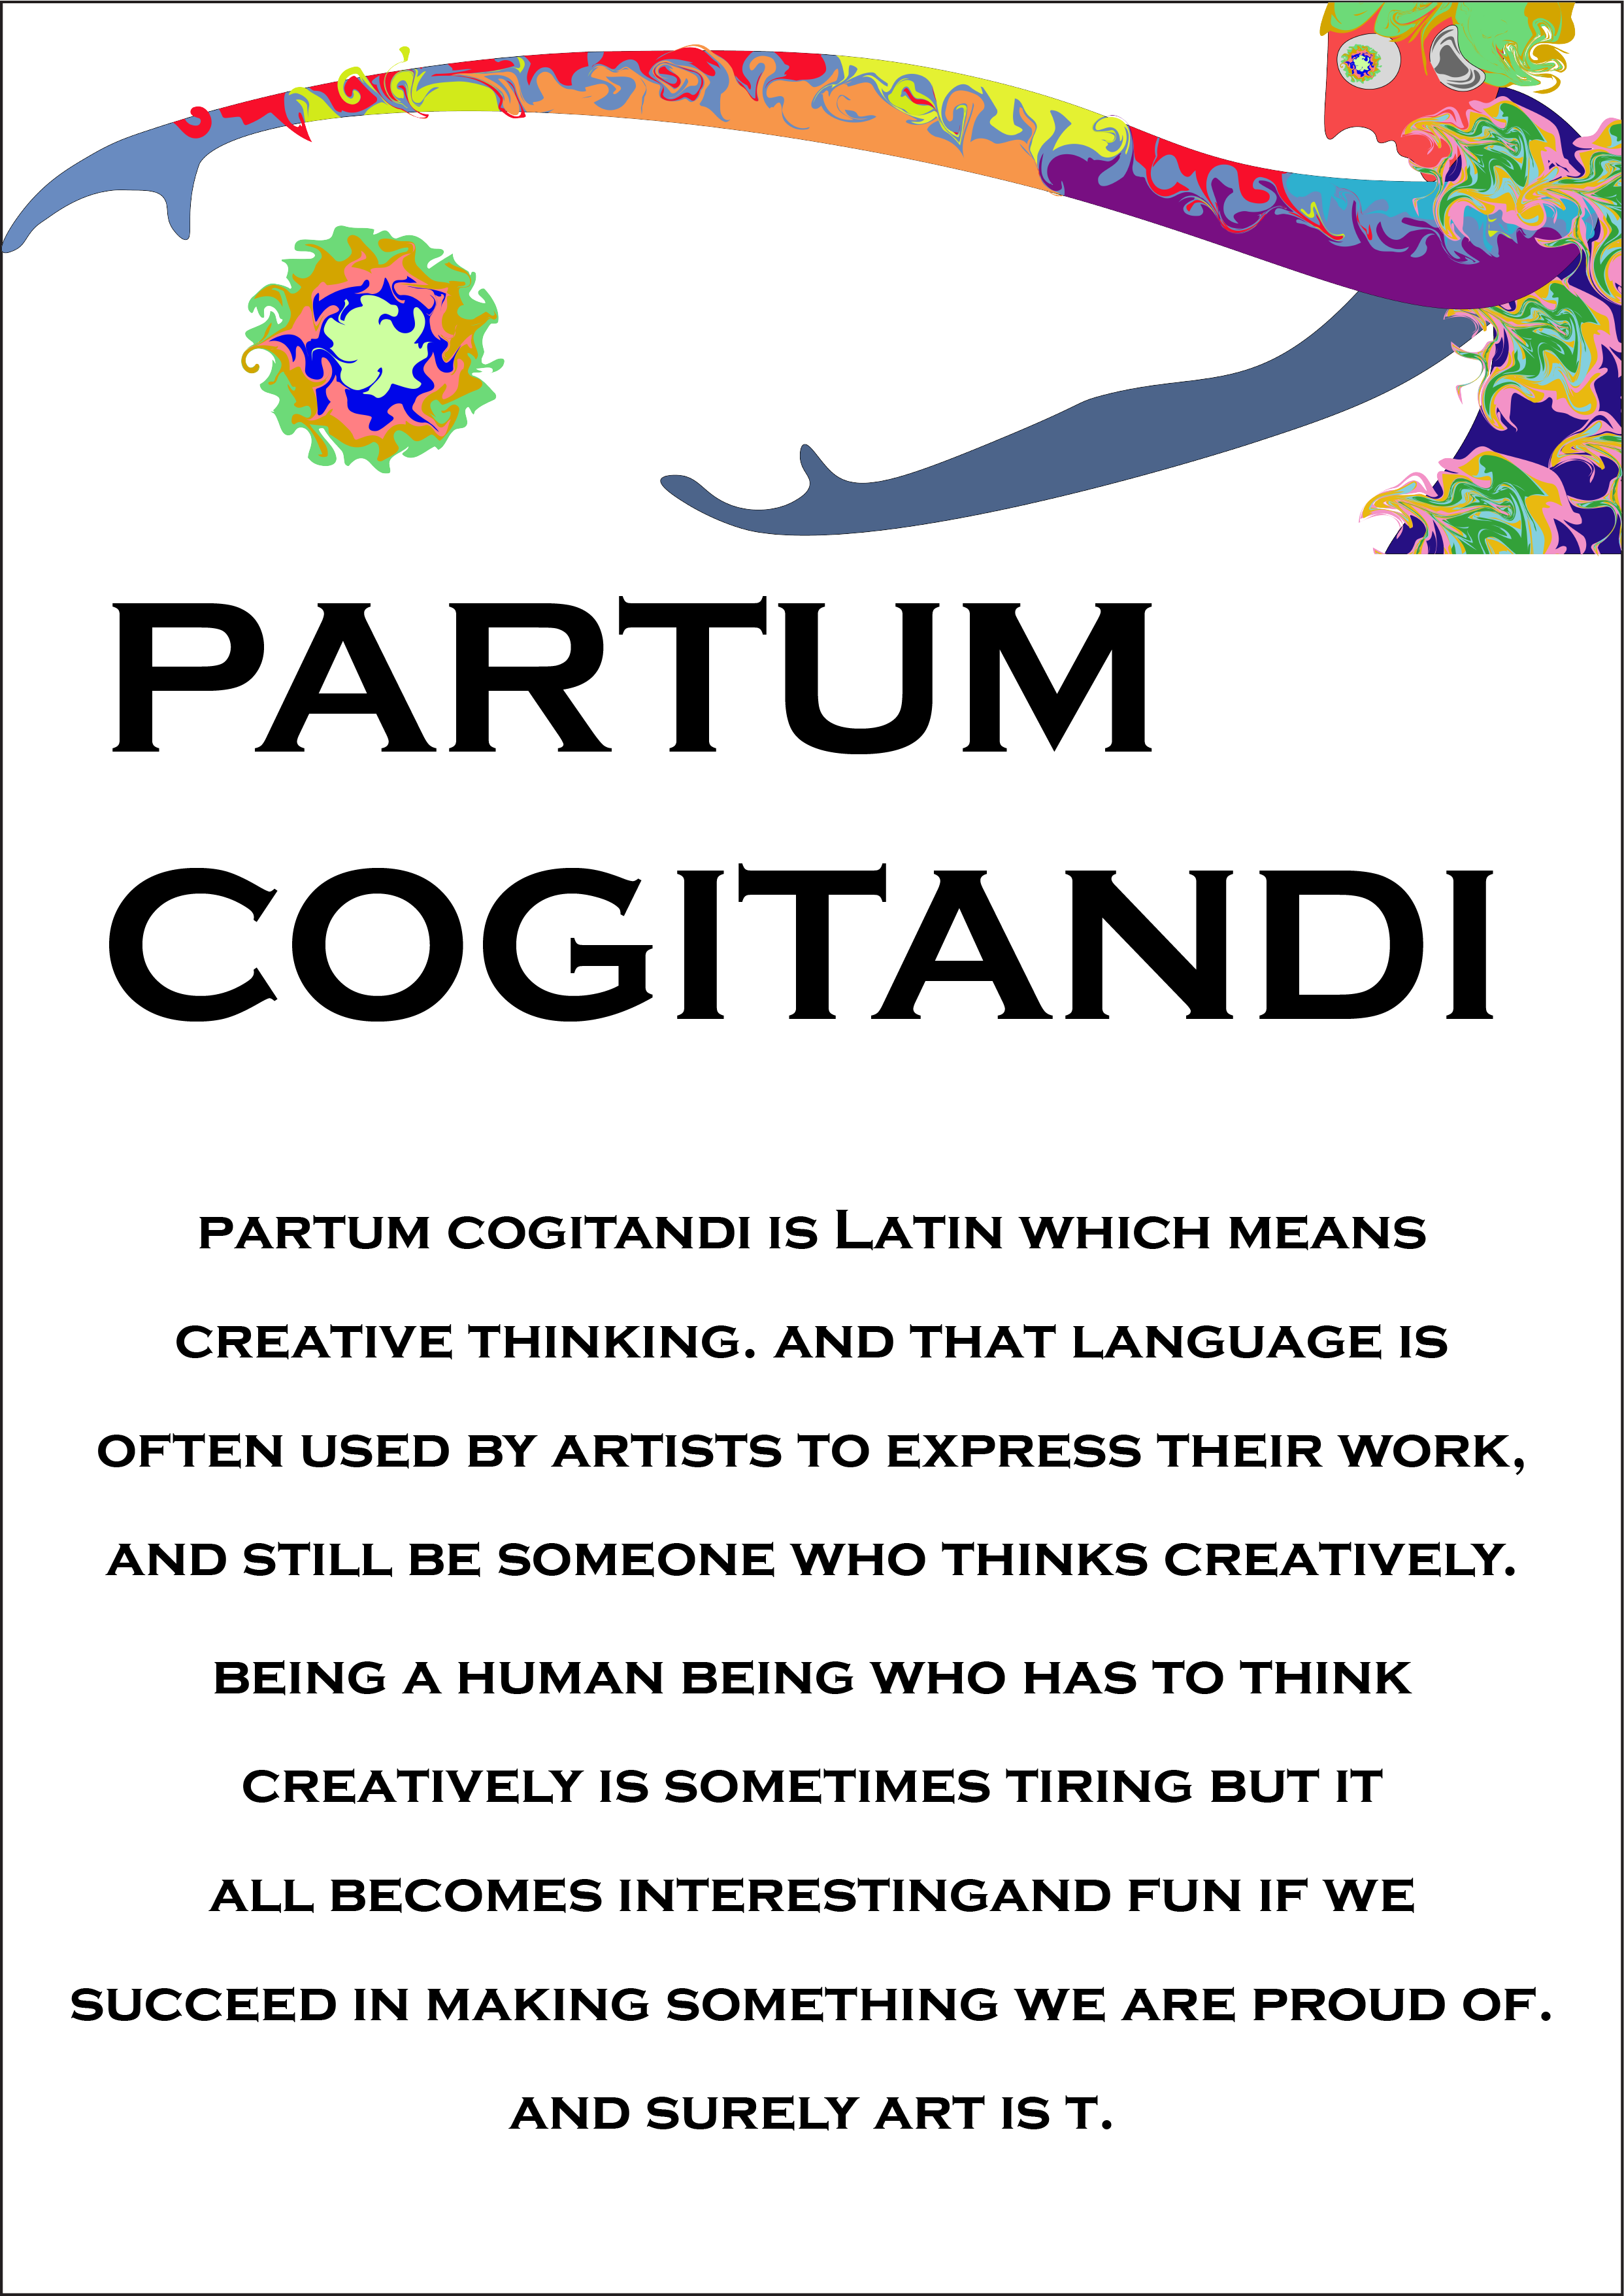 PARTUM
COGITANDI
PARTUM COGITANDI IS LATIN WHICH MEANS
CREATIVE THINKING. AND THAT LANGUAGE IS
OFTEN USED BY ARTISTS TO EXPRESS THEIR WORK,
AND STILL BE SOMEONE WHO THINKS CREATIVELY.
BEING A HUMAN BEING WHO HAS TO THINK
CREATIVELY IS SOMETIMES TIRING BUT IT
ALL BECOMES INTERESTINGAND FUN IF WE
SUCCEED IN MAKING SOMETHING WE ARE PROUD OF.
AND SURELY ART IS T.